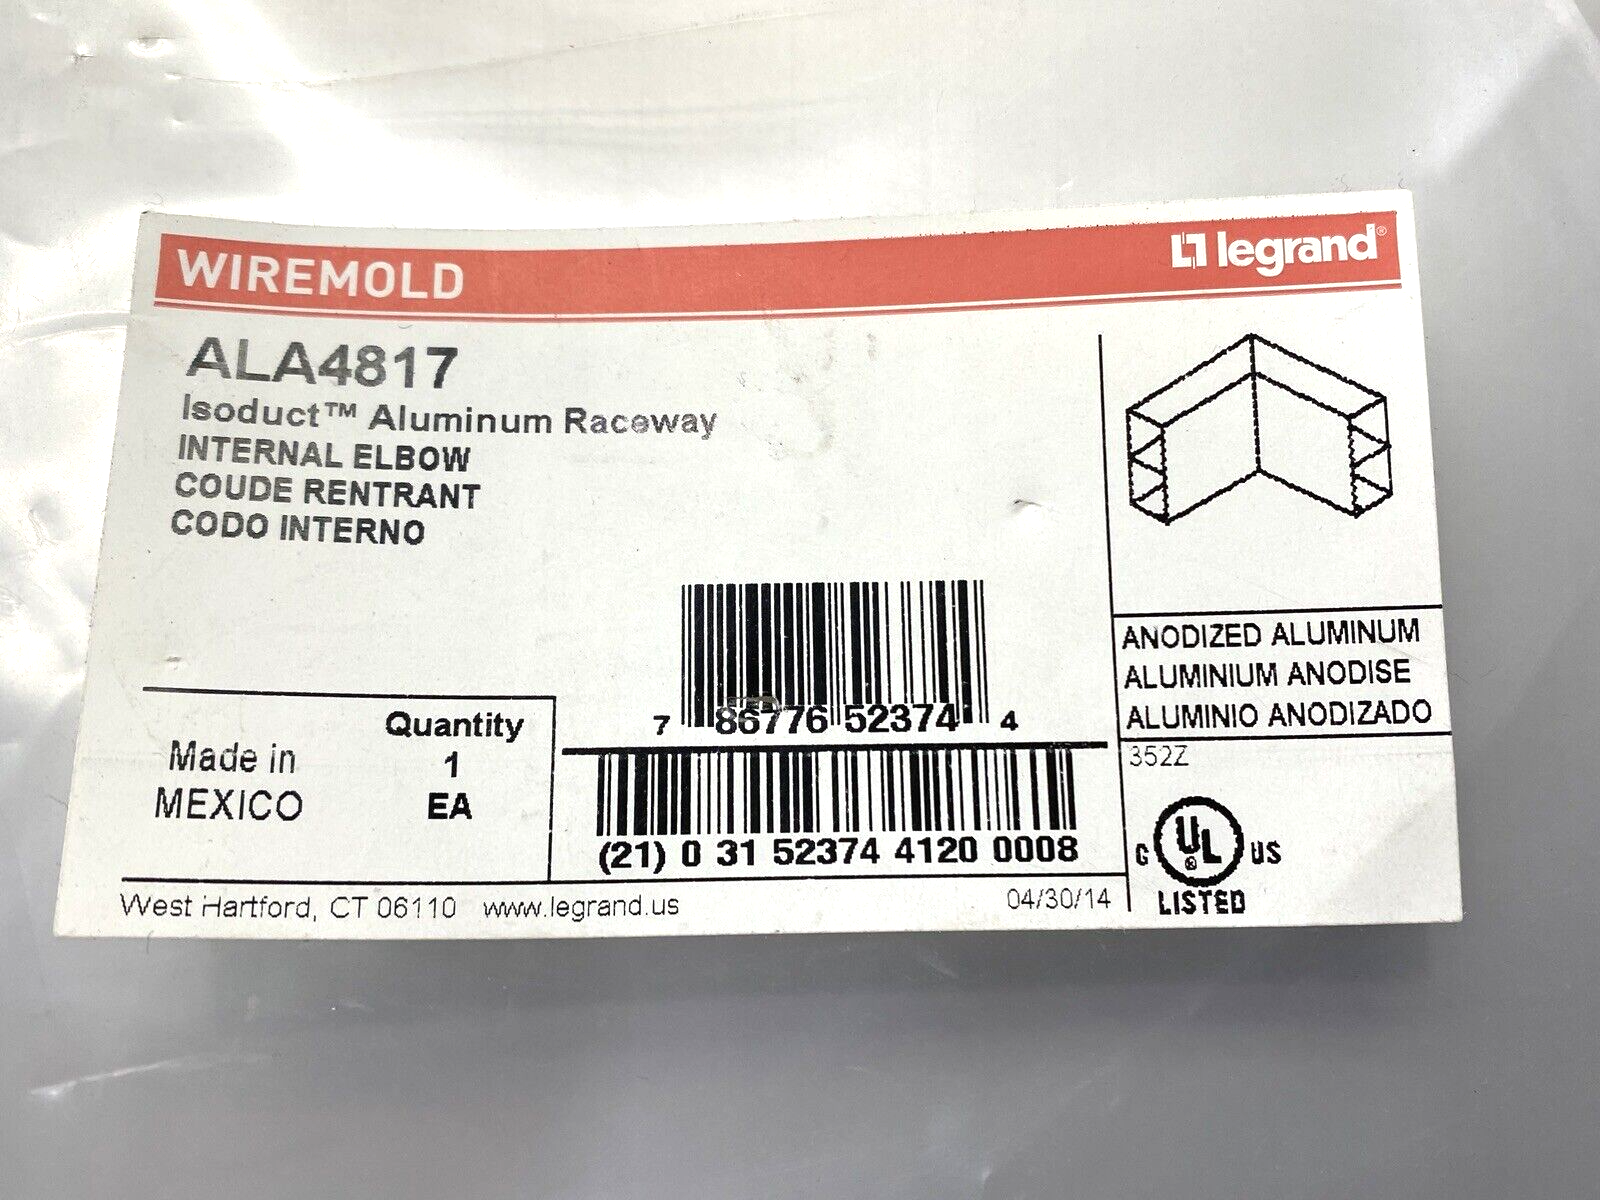 WIREMOLD
legrand®
ALA4817
Isoduct™ Aluminum Raceway
INTERNAL ELBOW
COUDE RENTRANT
CODO INTERNO
7 86776 52374 4
Quantity
1
EA
Made in
MEXICO
(21) 0 31 52374 4120 0008
West Hartford, CT 06110 www.legrand.us
04/30/14
ANODIZED ALUMINUM
ALUMINIUM ANODISE
ALUMINIO ANODIZADO
352Z
C UL ® US
LISTED